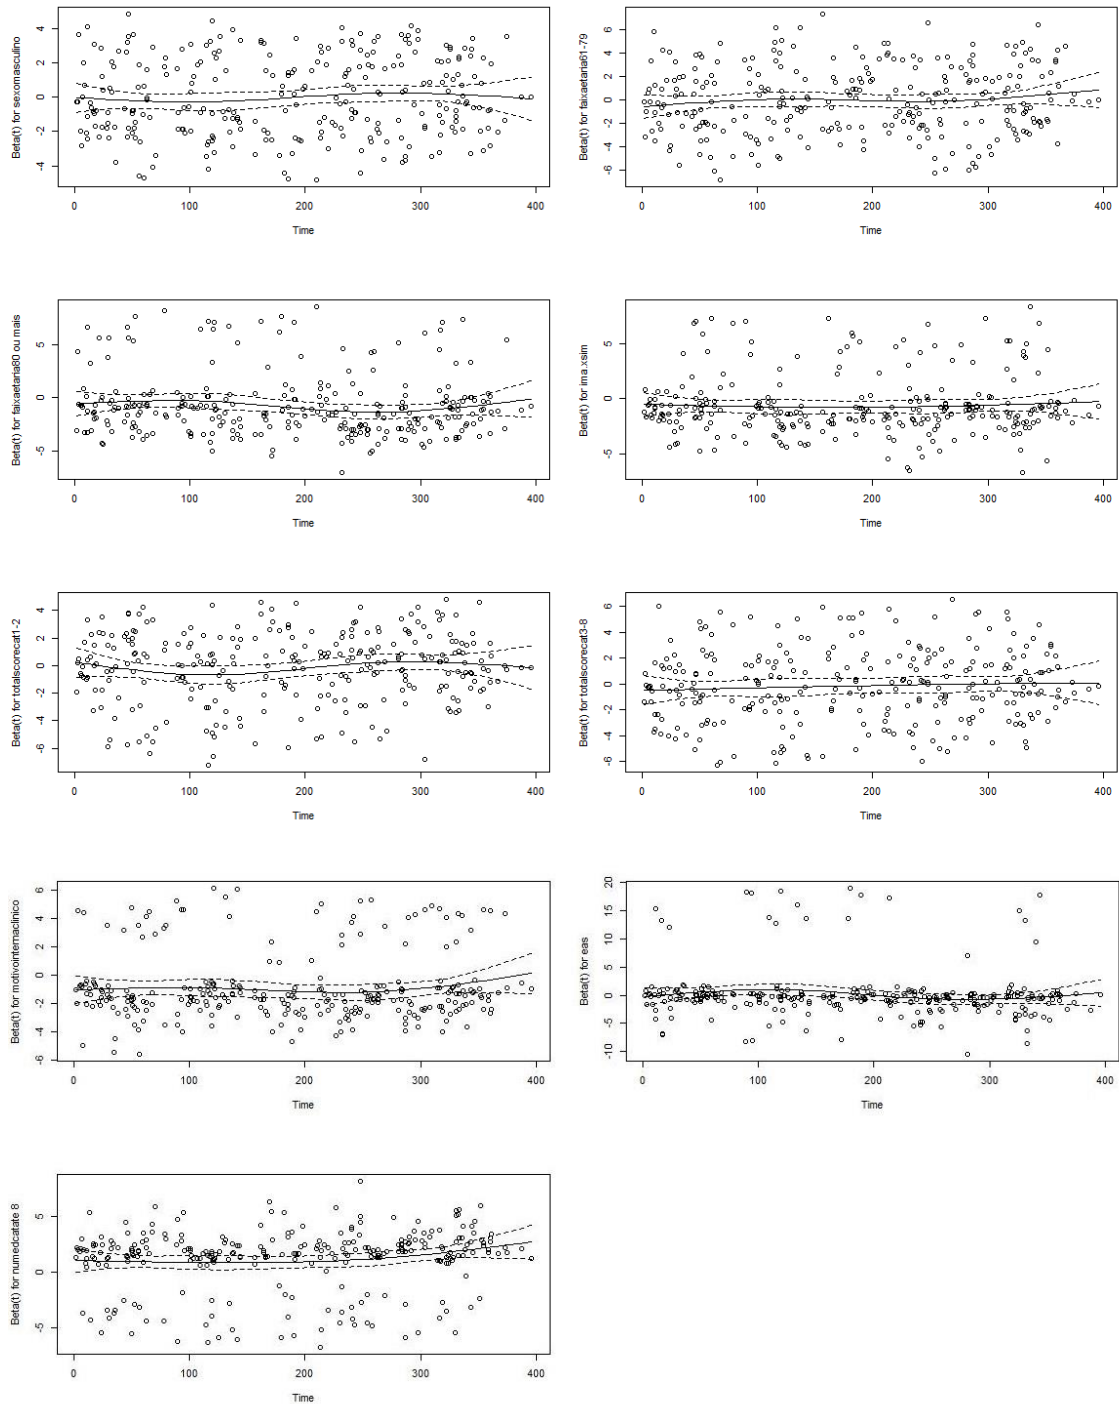 Beta(t) for sexomasculino
4
2
0
-2
-4
0 100 200 300 400
Time
Beta(t) for faixaetaria61-79
6
4
2
0
-2
-4
-6
0 100 200 300 400
Time
Beta(t) for faixaetaria80 ou mais
5
0
-5
0 100 200 300 400
Time
Beta(t) for ima.xsim
5
0
-5
0 100 200 300 400
Time
Beta(t) for totalscorecat1-2
4
2
0
-2
-4
-6
0 100 200 300 400
Time
Beta(t) for totalscorecat3-8
6
4
2
0
-2
-4
-6
0 100 200 300 400
Time
Beta(t) for motivointernaclinico
6
4
2
0
-2
-4
-6
0 100 200 300 400
Time
Beta(t) for eas
20
15
10
5
0
-5
-10
0 100 200 300 400
Time
Beta(t) for numedcatate 8
5
0
-5
0 100 200 300 400
Time